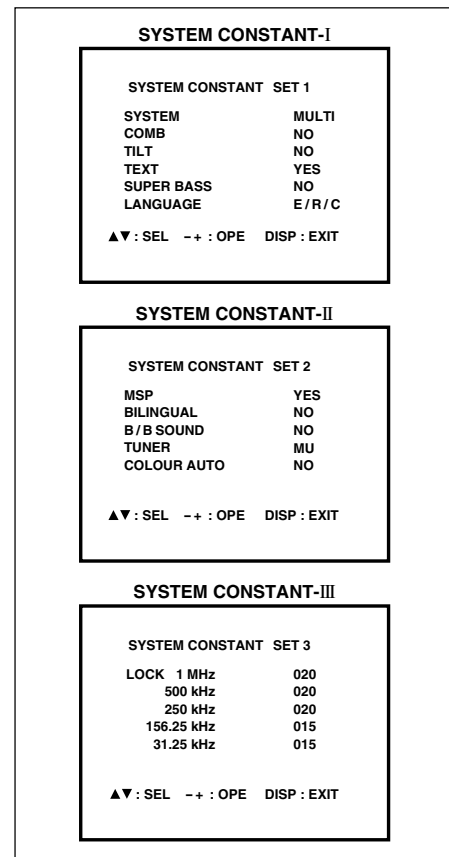 SYSTEM CONSTANT-I
SYSTEM CONSTANT SET 1
SYSTEM MULTI
COMB NO
TILT NO
TEXT YES
SUPER BASS NO
LANGUAGE E / R / C
▲▼ : SEL – + : OPE DISP : EXIT
SYSTEM CONSTANT-II
SYSTEM CONSTANT SET 2
MSP YES
BILINGUAL NO
B / B SOUND NO
TUNER MU
COLOUR AUTO NO
▲▼ : SEL – + : OPE DISP : EXIT
SYSTEM CONSTANT-III
SYSTEM CONSTANT SET 3
LOCK 1 MHz 020
500 kHz 020
250 kHz 020
156.25 kHz 015
31.25 kHz 015
▲▼ : SEL – + : OPE DISP : EXIT